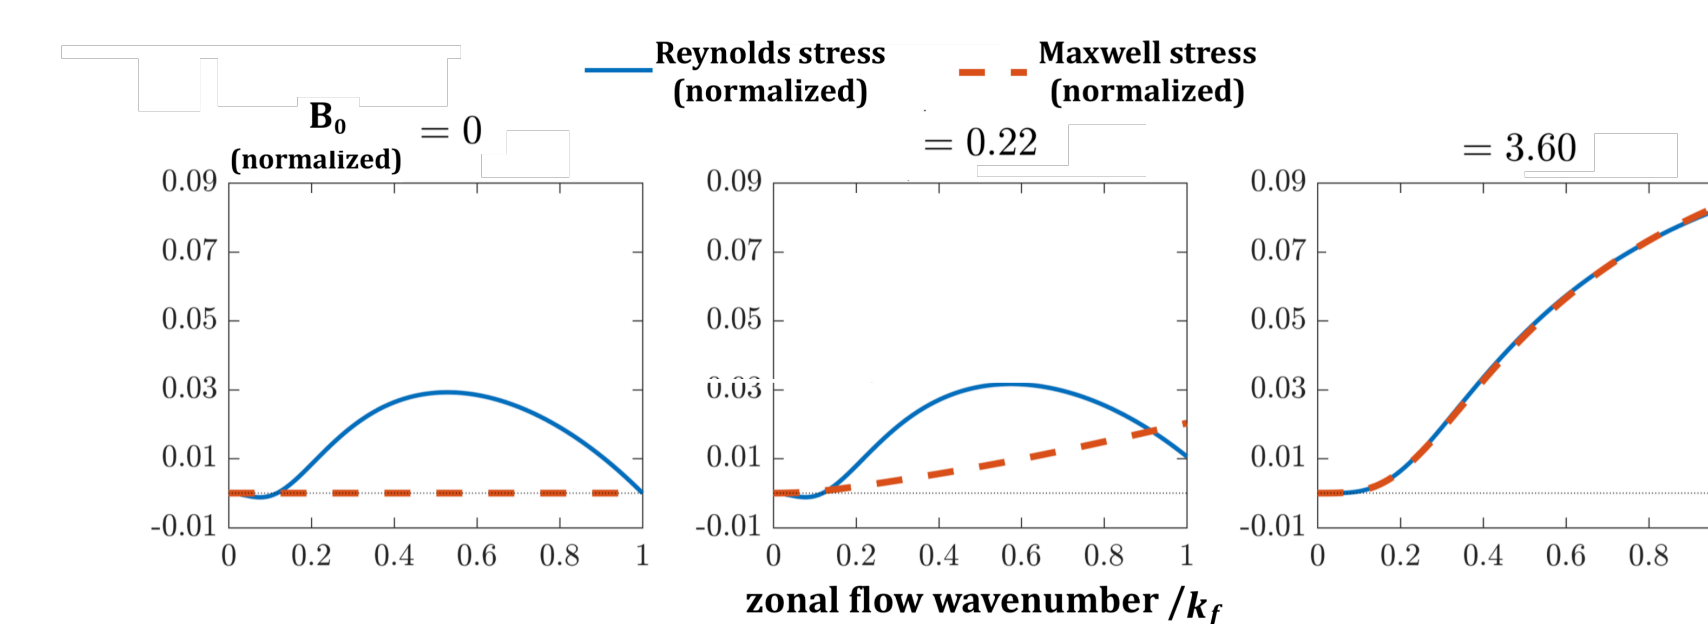 Reynolds stress
(normalized)
Maxwell stress
(normalized)
B₀
(normalized)
= 0
= 0.22
= 3.60
0.09
0.07
0.05
0.03
0.01
-0.01
0 0.2 0.4 0.6 0.8 1
0.09
0.07
0.05
0.03
0.01
-0.01
0 0.2 0.4 0.6 0.8 1
0.09
0.07
0.05
0.03
0.01
-0.01
0 0.2 0.4 0.6 0.8
zonal flow wavenumber /k_f